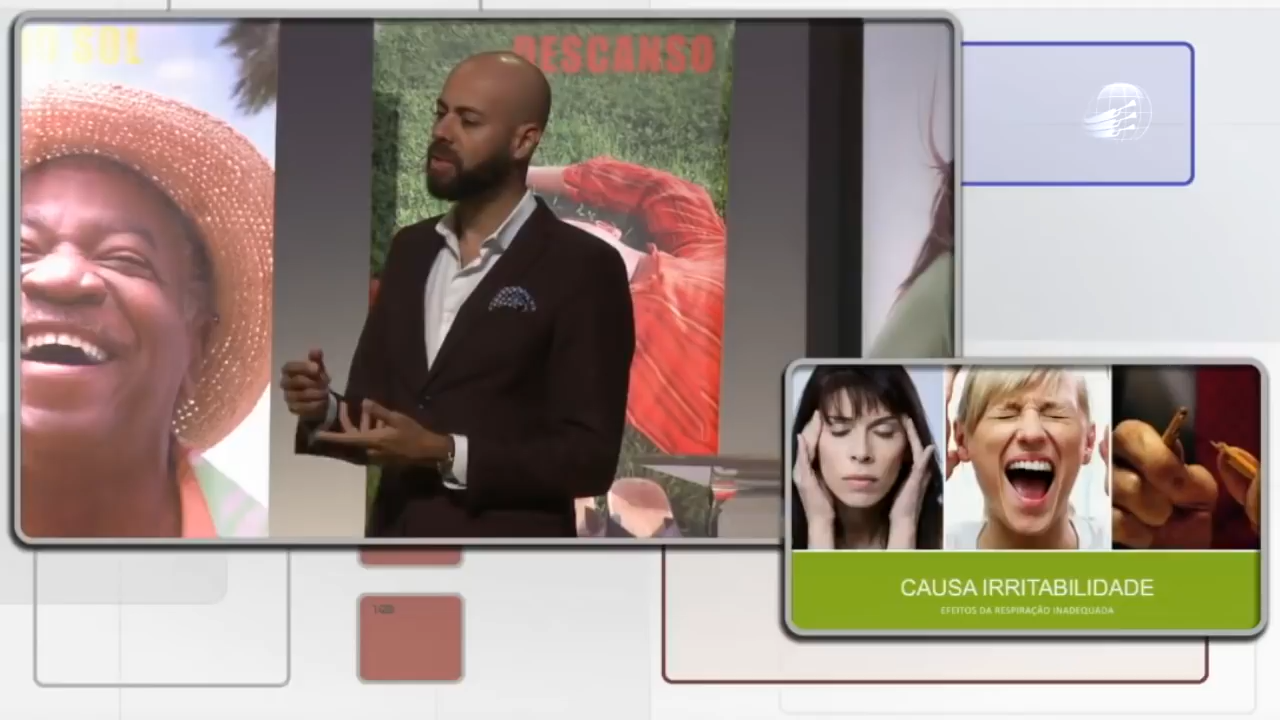 SOL
DESCANSO
CAUSA IRRITABILIDADE
EFEITOS DA RESPIRAÇÃO INADEQUADA